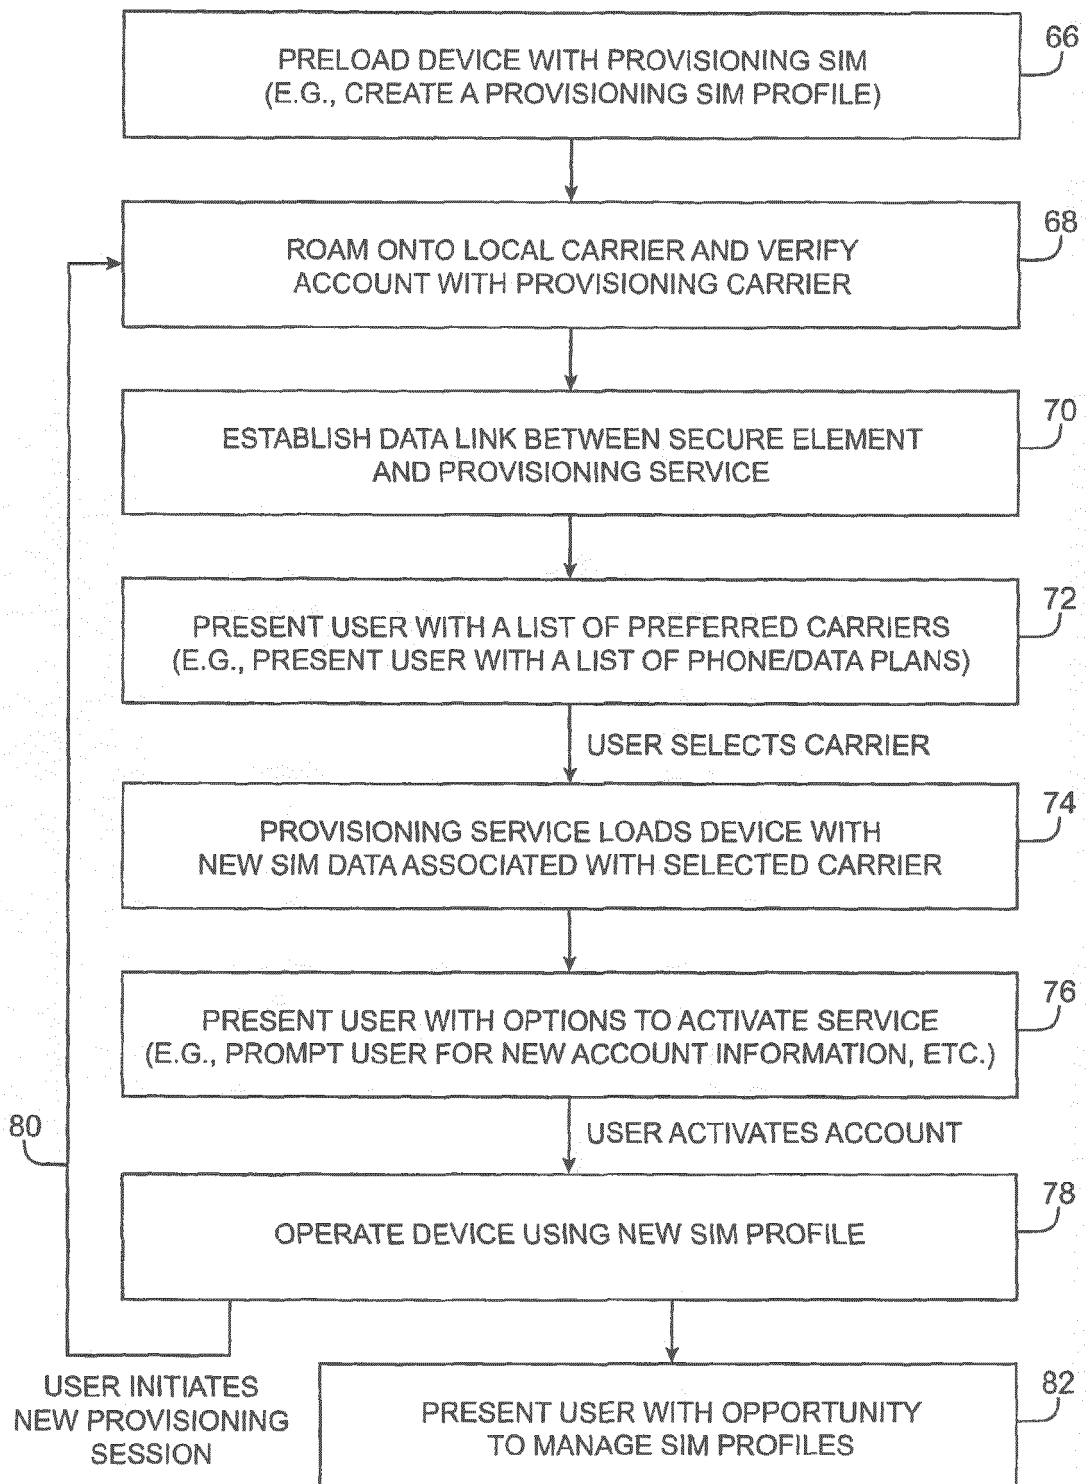 66
PRELOAD DEVICE WITH PROVISIONING SIM
(E.G., CREATE A PROVISIONING SIM PROFILE)
68
ROAM ONTO LOCAL CARRIER AND VERIFY
ACCOUNT WITH PROVISIONING CARRIER
70
ESTABLISH DATA LINK BETWEEN SECURE ELEMENT
AND PROVISIONING SERVICE
72
PRESENT USER WITH A LIST OF PREFERRED CARRIERS
(E.G., PRESENT USER WITH A LIST OF PHONE/DATA PLANS)
USER SELECTS CARRIER
74
PROVISIONING SERVICE LOADS DEVICE WITH
NEW SIM DATA ASSOCIATED WITH SELECTED CARRIER
76
PRESENT USER WITH OPTIONS TO ACTIVATE SERVICE
(E.G., PROMPT USER FOR NEW ACCOUNT INFORMATION, ETC.)
80
USER ACTIVATES ACCOUNT
78
OPERATE DEVICE USING NEW SIM PROFILE
USER INITIATES
NEW PROVISIONING
SESSION
82
PRESENT USER WITH OPPORTUNITY
TO MANAGE SIM PROFILES